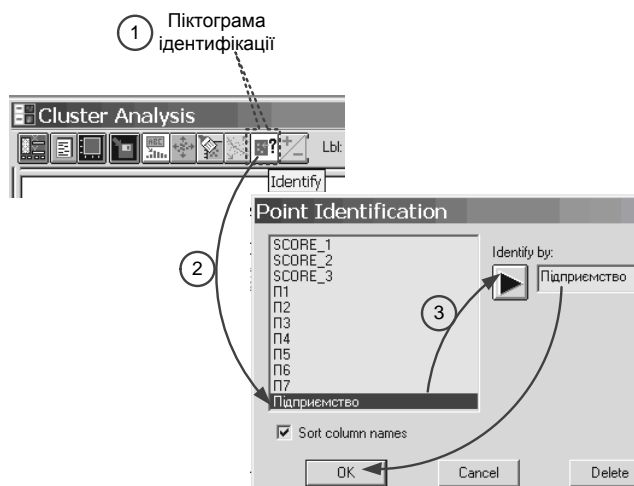 1
Піктограма
ідентифікації
Cluster Analysis
ABC
?
Lbl:
Identify
Point Identification
SCORE_1
SCORE_2
SCORE_3
П1
П2
П3
П4
П5
П6
П7
Підприємство
2
3
Identify by:
Підприємство
Sort column names
OK
Cancel
Delete